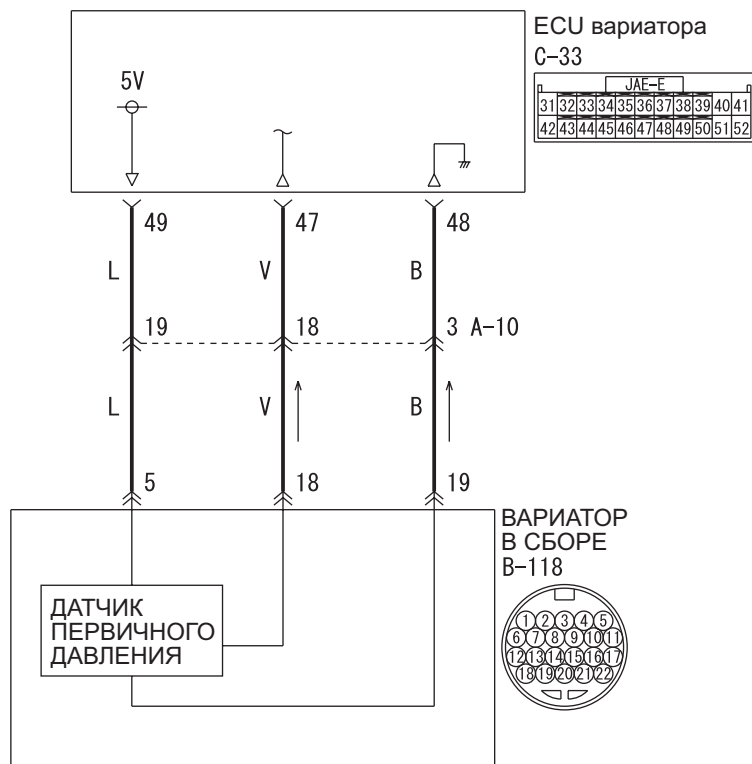 ECU вариатора
C-33
JAE-E
31 32 33 34 35 36 37 38 39 40 41
42 43 44 45 46 47 48 49 50 51 52
5V
49 47 48
L V B
19 18 3 A-10
L V B
5 18 19
ВАРИАТОР
В СБОРЕ
B-118
ДАТЧИК
ПЕРВИЧНОГО
ДАВЛЕНИЯ
1 2 3 4 5
6 7 8 9 10 11
12 13 14 15 16 17
18 19 20 21 22